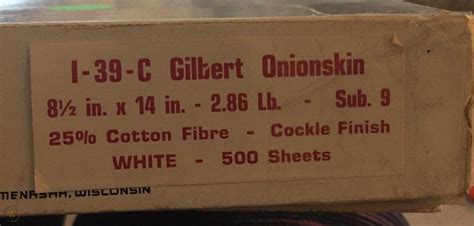 I-39-C Gilbert Onionskin
8½ in. x 14 in. - 2.86 Lb. - Sub. 9
25% Cotton Fibre - Cockle Finish
WHITE - 500 Sheets
MENASHA, WISCONSIN